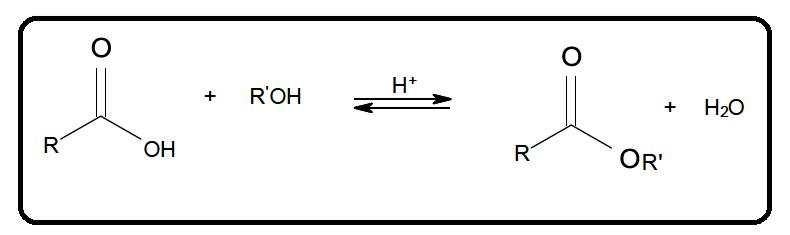 O
R
OH
+
R'OH
H⁺
O
R
OR'
+
H₂O